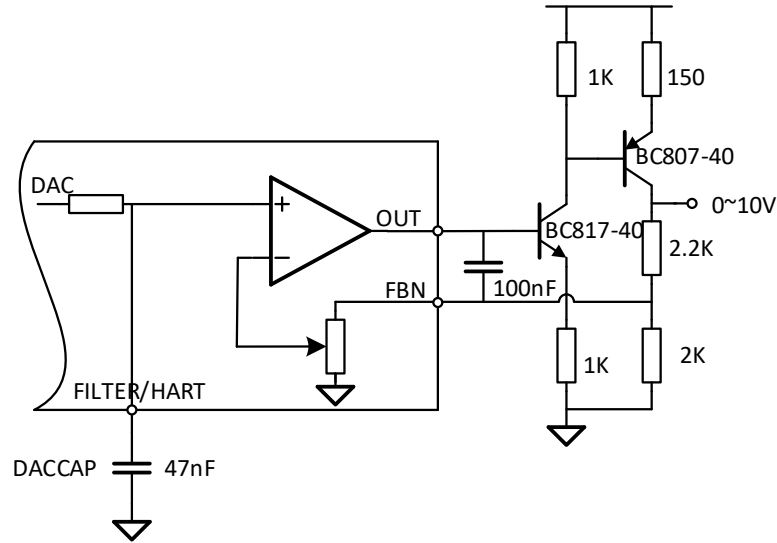 1K
150
BC807-40
DAC
+
OUT
0~10V
BC817-40
−
2.2K
FBN
100nF
1K
2K
FILTER/HART
DACCAP
47nF